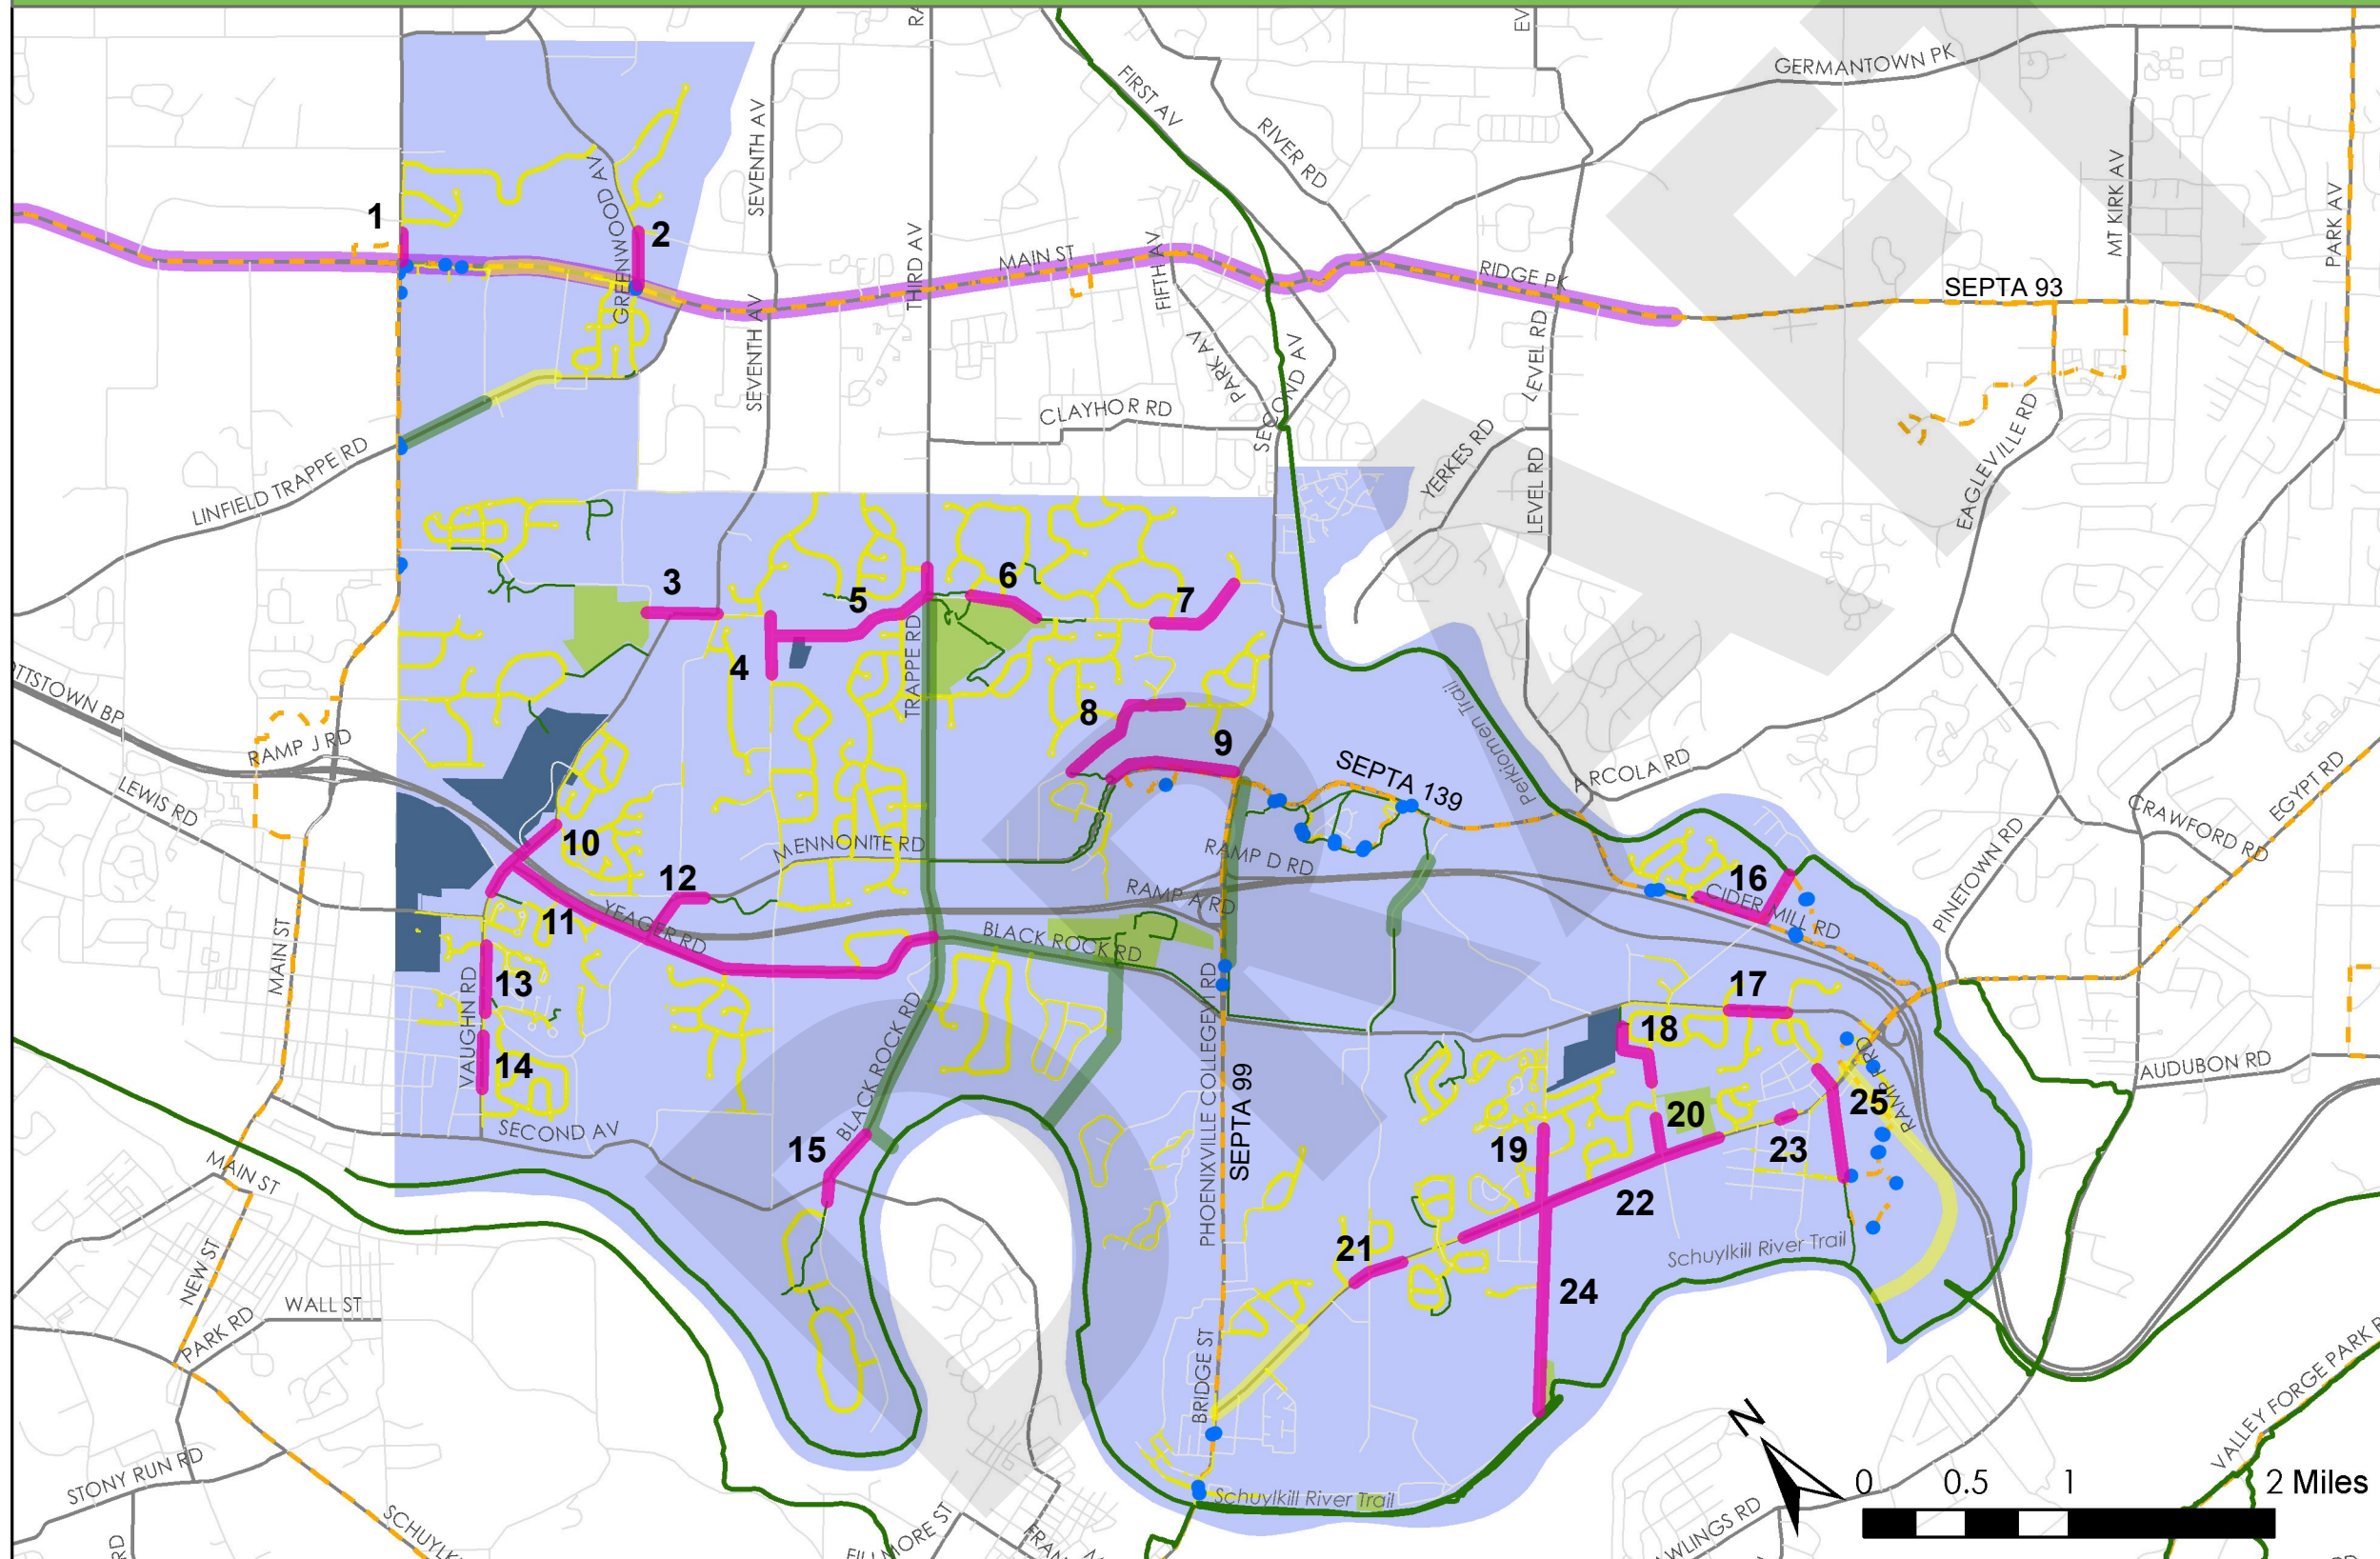 GERMANTOWN PK
FIRST AV
RIVER RD
SEVENTH AV
GREENWOOD AV
MT KIRK AV
PARK AV
1
2
THIRD AV
MAIN ST
FIFTH AV
RIDGE PK
SEPTA 93
SEVENTH AV
PARK AV
SECOND AV
LEVEL RD
CLAYHOR RD
LINFIELD TRAPPE RD
YERKES RD
LEVEL RD
EAGLEVILLE RD
3
4
5
6
7
TRAPPE RD
8
9
Perkiomen Trail
RAMP J RD
LEWIS RD
SEPTA 139
ARCOLA RD
EGYPT RD
CRAWFORD RD
PINETOWN RD
10
MENNONITE RD
RAMP D RD
RAMP A RD
11
12
YEAGER RD
BLACK ROCK RD
16
CIDER MILL RD
MAIN ST
VAUGHN RD
13
14
BLACK ROCK RD
PHOENIXVILLE COLLEGEVI RD
SEPTA 99
17
18
AUDUBON RD
SECOND AV
15
19
20
25
23
22
MAIN ST
NEW ST
PARK RD
WALL ST
21
24
Schuylkill River Trail
BRIDGE ST
Schuylkill River Trail
STONY RUN RD
N
0 0.5 1 2 Miles
DRAFT